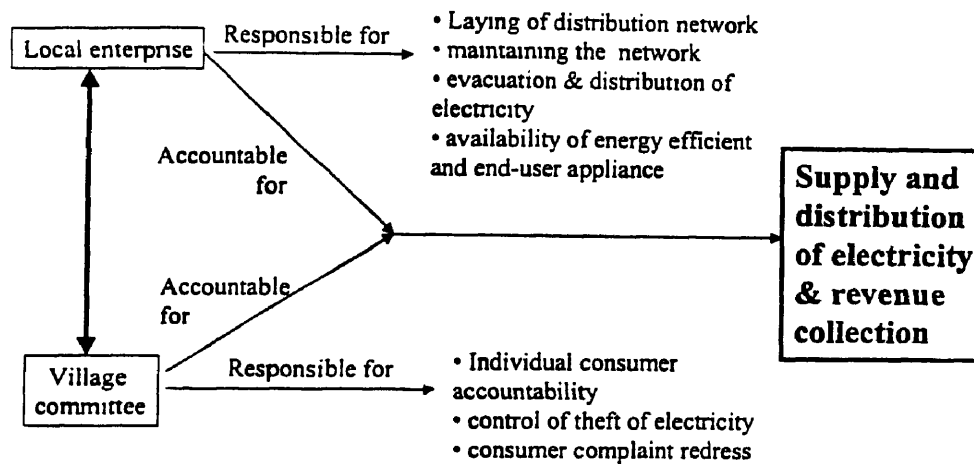 Local enterprise
Responsible for
• Laying of distribution network
• maintaining the network
• evacuation & distribution of
electricity
• availability of energy efficient
and end-user appliance
Accountable
for
Supply and
distribution
of electricity
& revenue
collection
Accountable
for
Village
committee
Responsible for
• Individual consumer
accountability
• control of theft of electricity
• consumer complaint redress